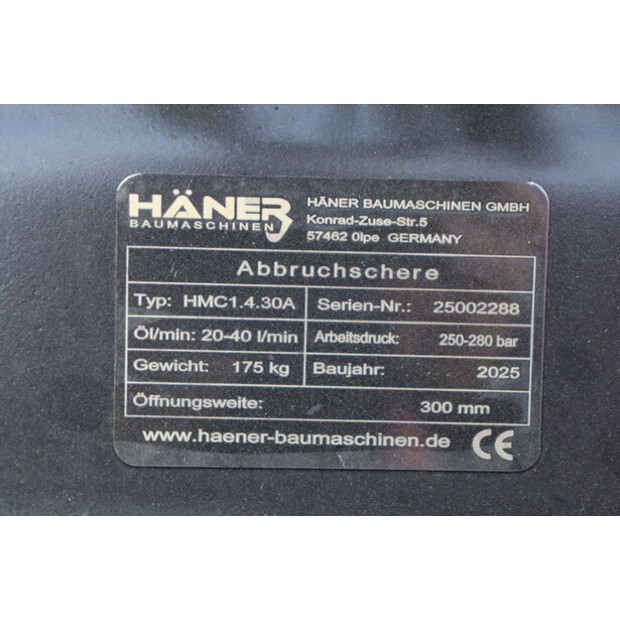 HÄNER
BAUMASCHINEN
HÄNER BAUMASCHINEN GMBH
Konrad-Zuse-Str.5
57462 Olpe GERMANY
Abbruchschere
Typ: HMC1.4.30A Serien-Nr.: 25002288
Öl/min: 20-40 l/min Arbeitsdruck: 250-280 bar
Gewicht: 175 kg Baujahr: 2025
Öffnungsweite: 300 mm
www.haener-baumaschinen.de CE